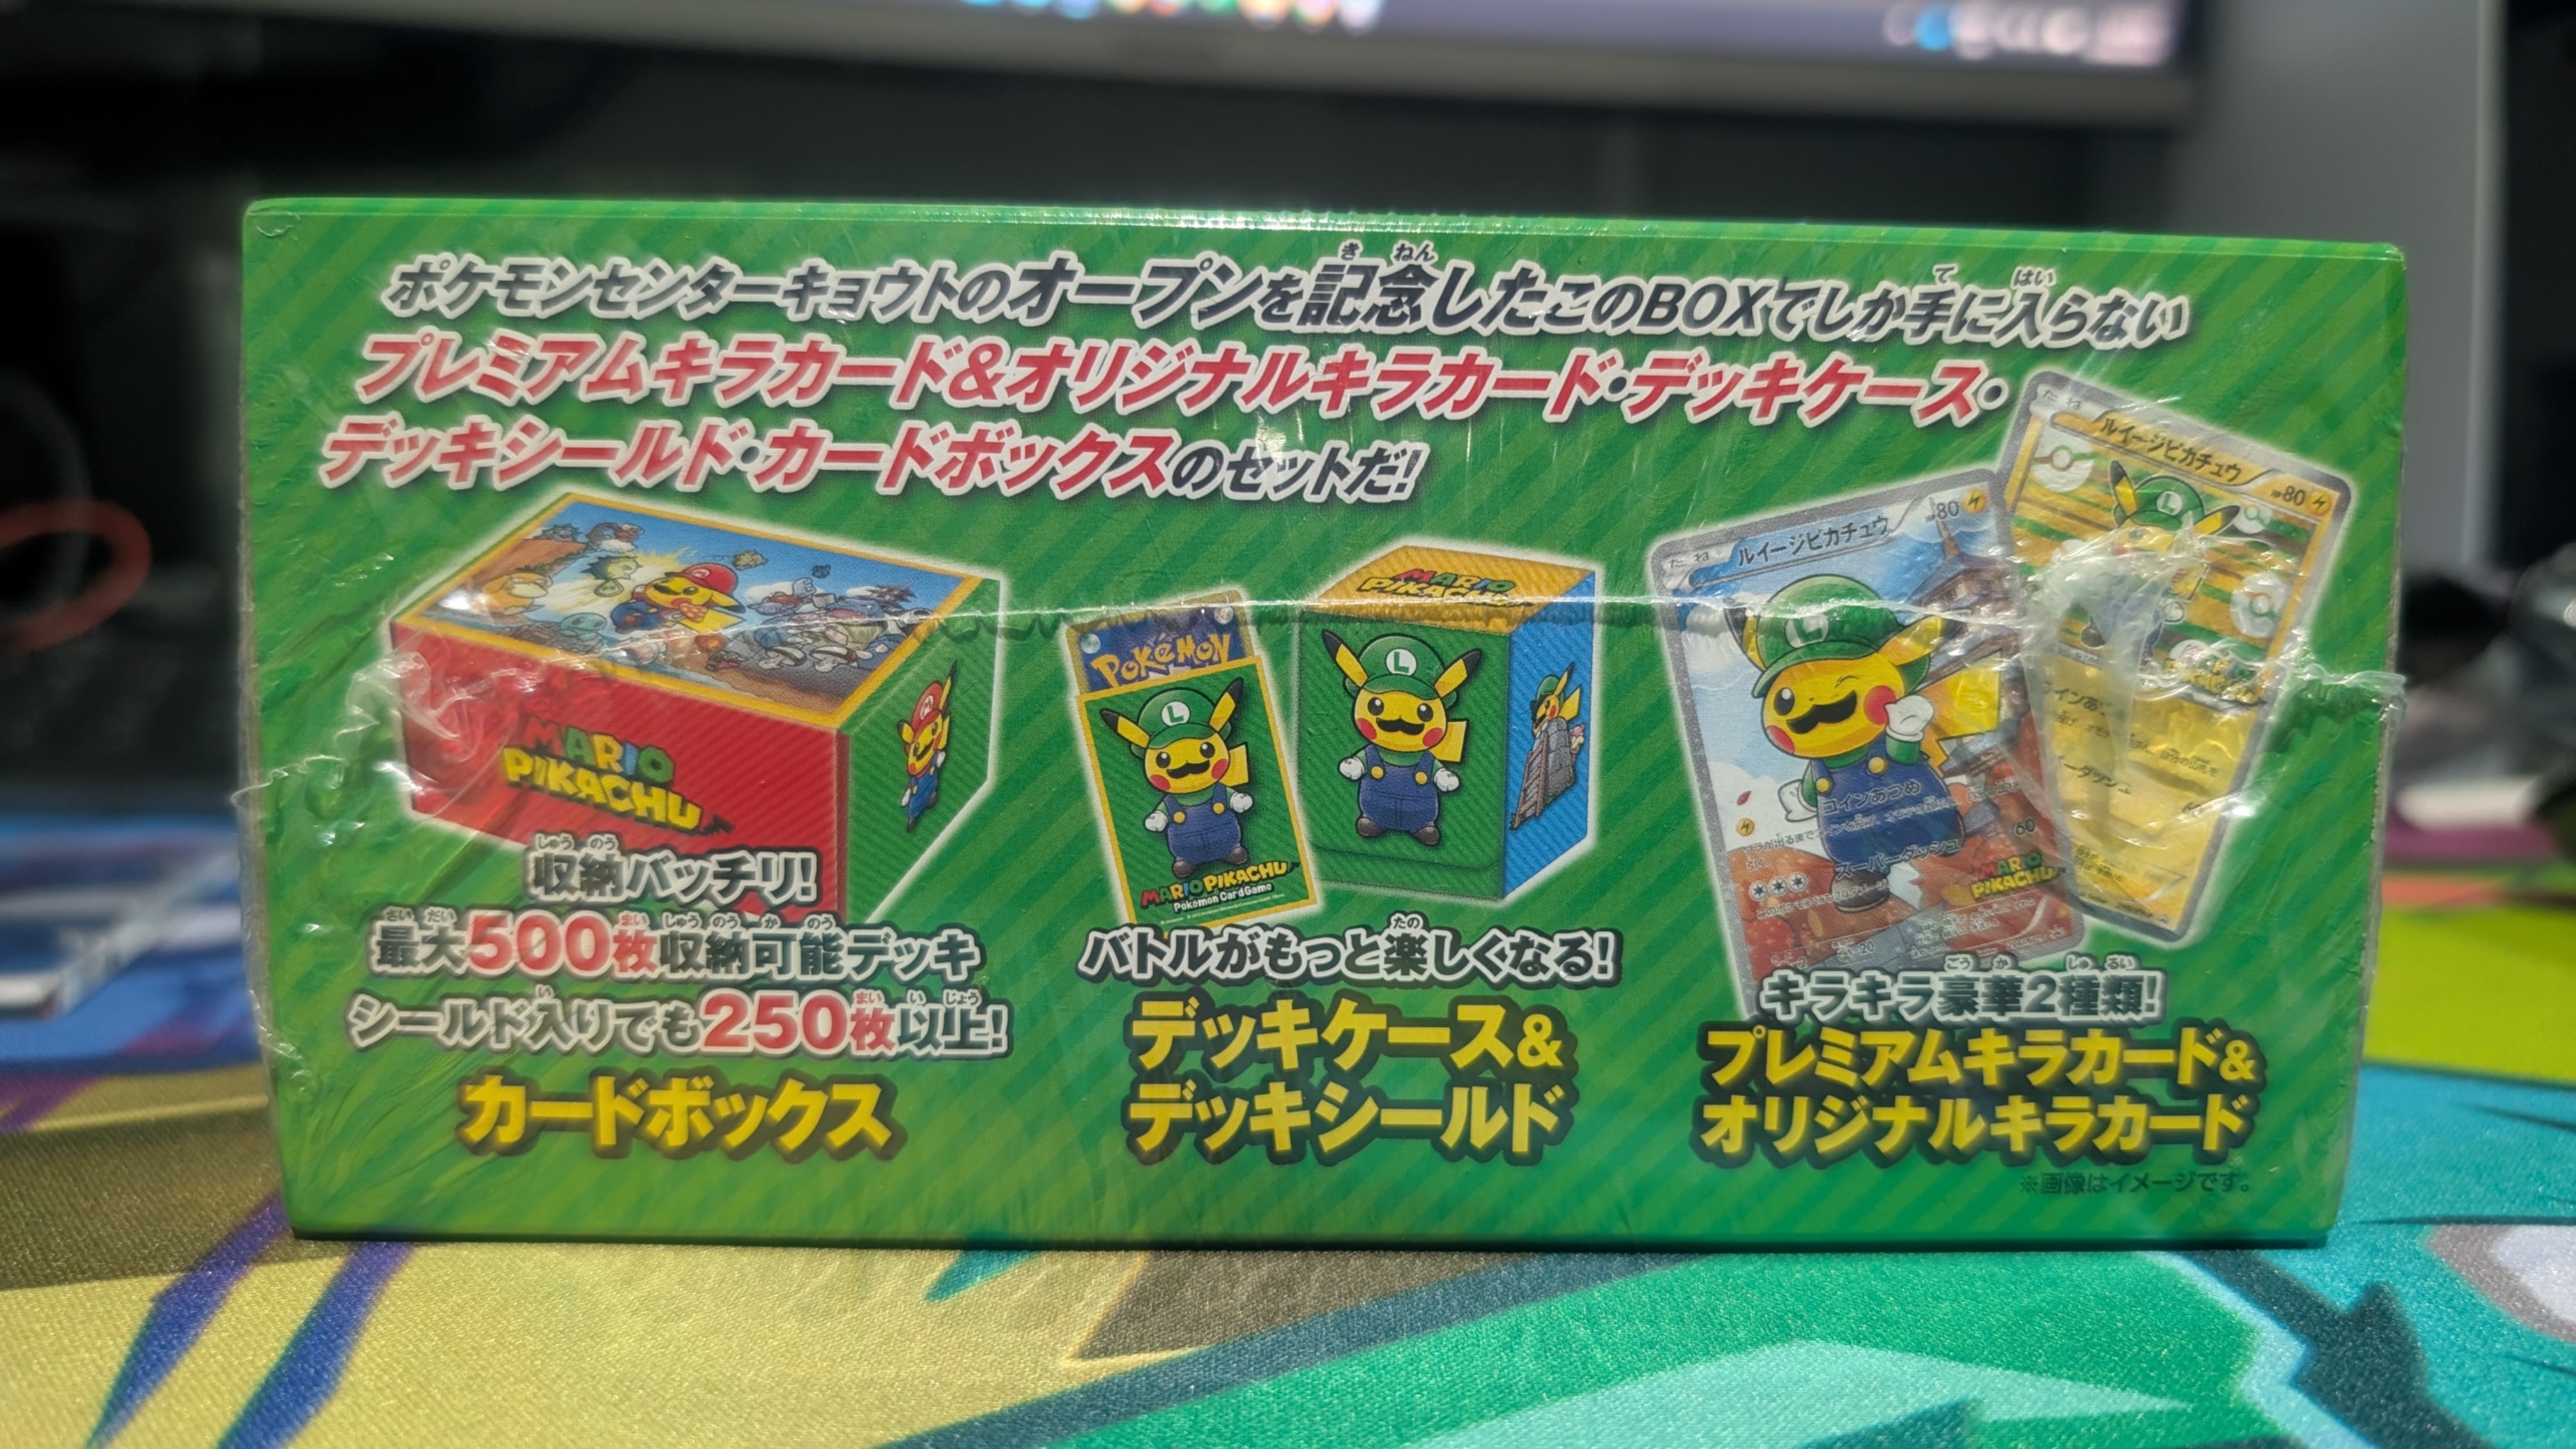 ポケモンセンターキョウトのオープンを記念したこのBOXでしか手に入らない
プレミアムキラカード&オリジナルキラカード・デッキケース・
デッキシールド・カードボックスのセットだ!
MARIO
PIKACHU
収納バッチリ!
最大500枚収納可能デッキ
シールド入りでも250枚以上!
カードボックス
Pokémon
L
MARIO PIKACHU
Pokémon CardGame
MARIO
PIKACHU
L
バトルがもっと楽しくなる!
デッキケース&
デッキシールド
たね
ルイージピカチュウ
HP80
L
コインあつめ
スーパーダッシュ
60
MARIO
PIKACHU
たね
ルイージピカチュウ
HP80
L
キラキラ豪華2種類!
プレミアムキラカード&
オリジナルキラカード
※画像はイメージです。